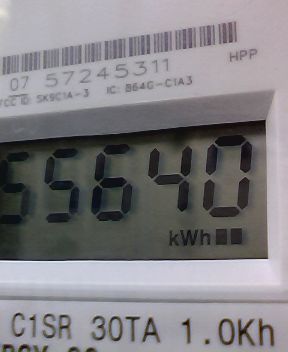 HPP
07 57245311
FCC ID: SK9C1A-3 IC: 864G-C1A3
55640
kWh
C1SR 30TA 1.0Kh